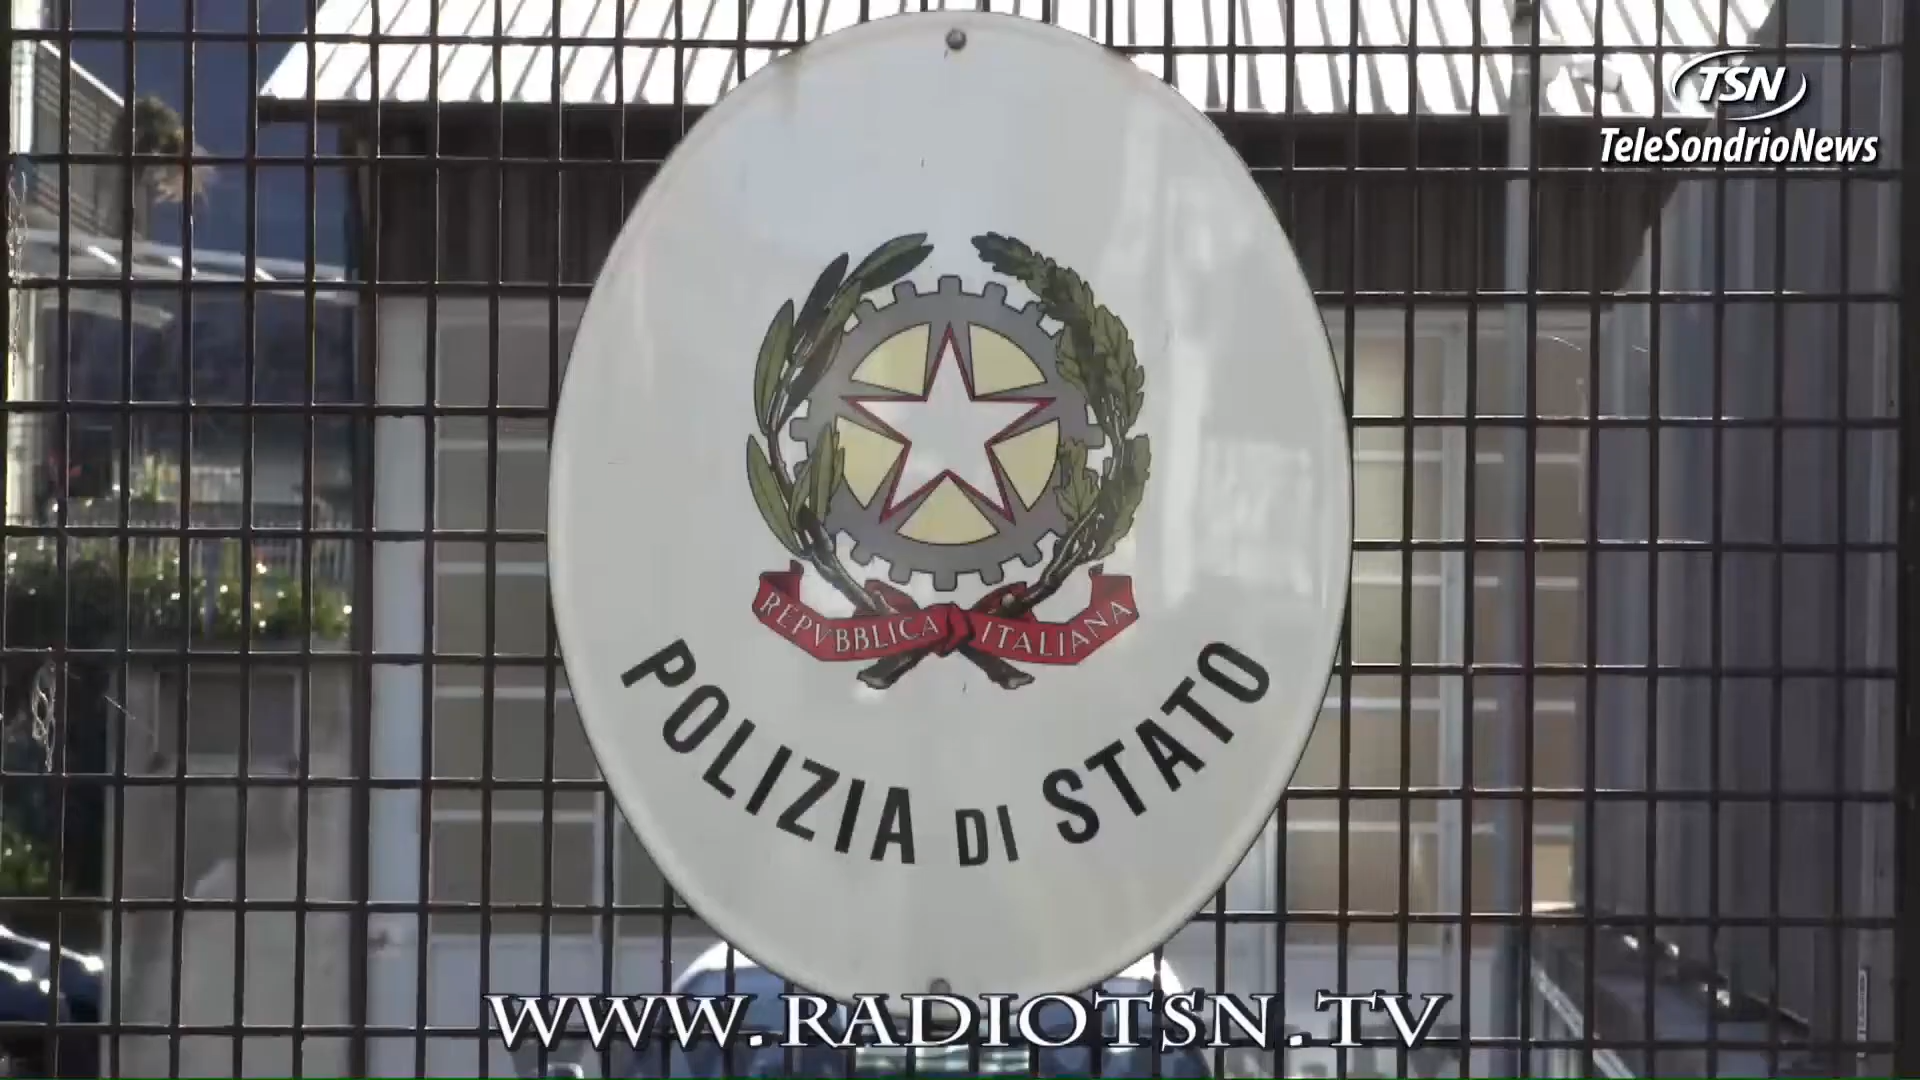 TSN
TeleSondrioNews
REPVBBLICA ITALIANA
POLIZIA DI STATO
WWW.RADIOTSN.TV